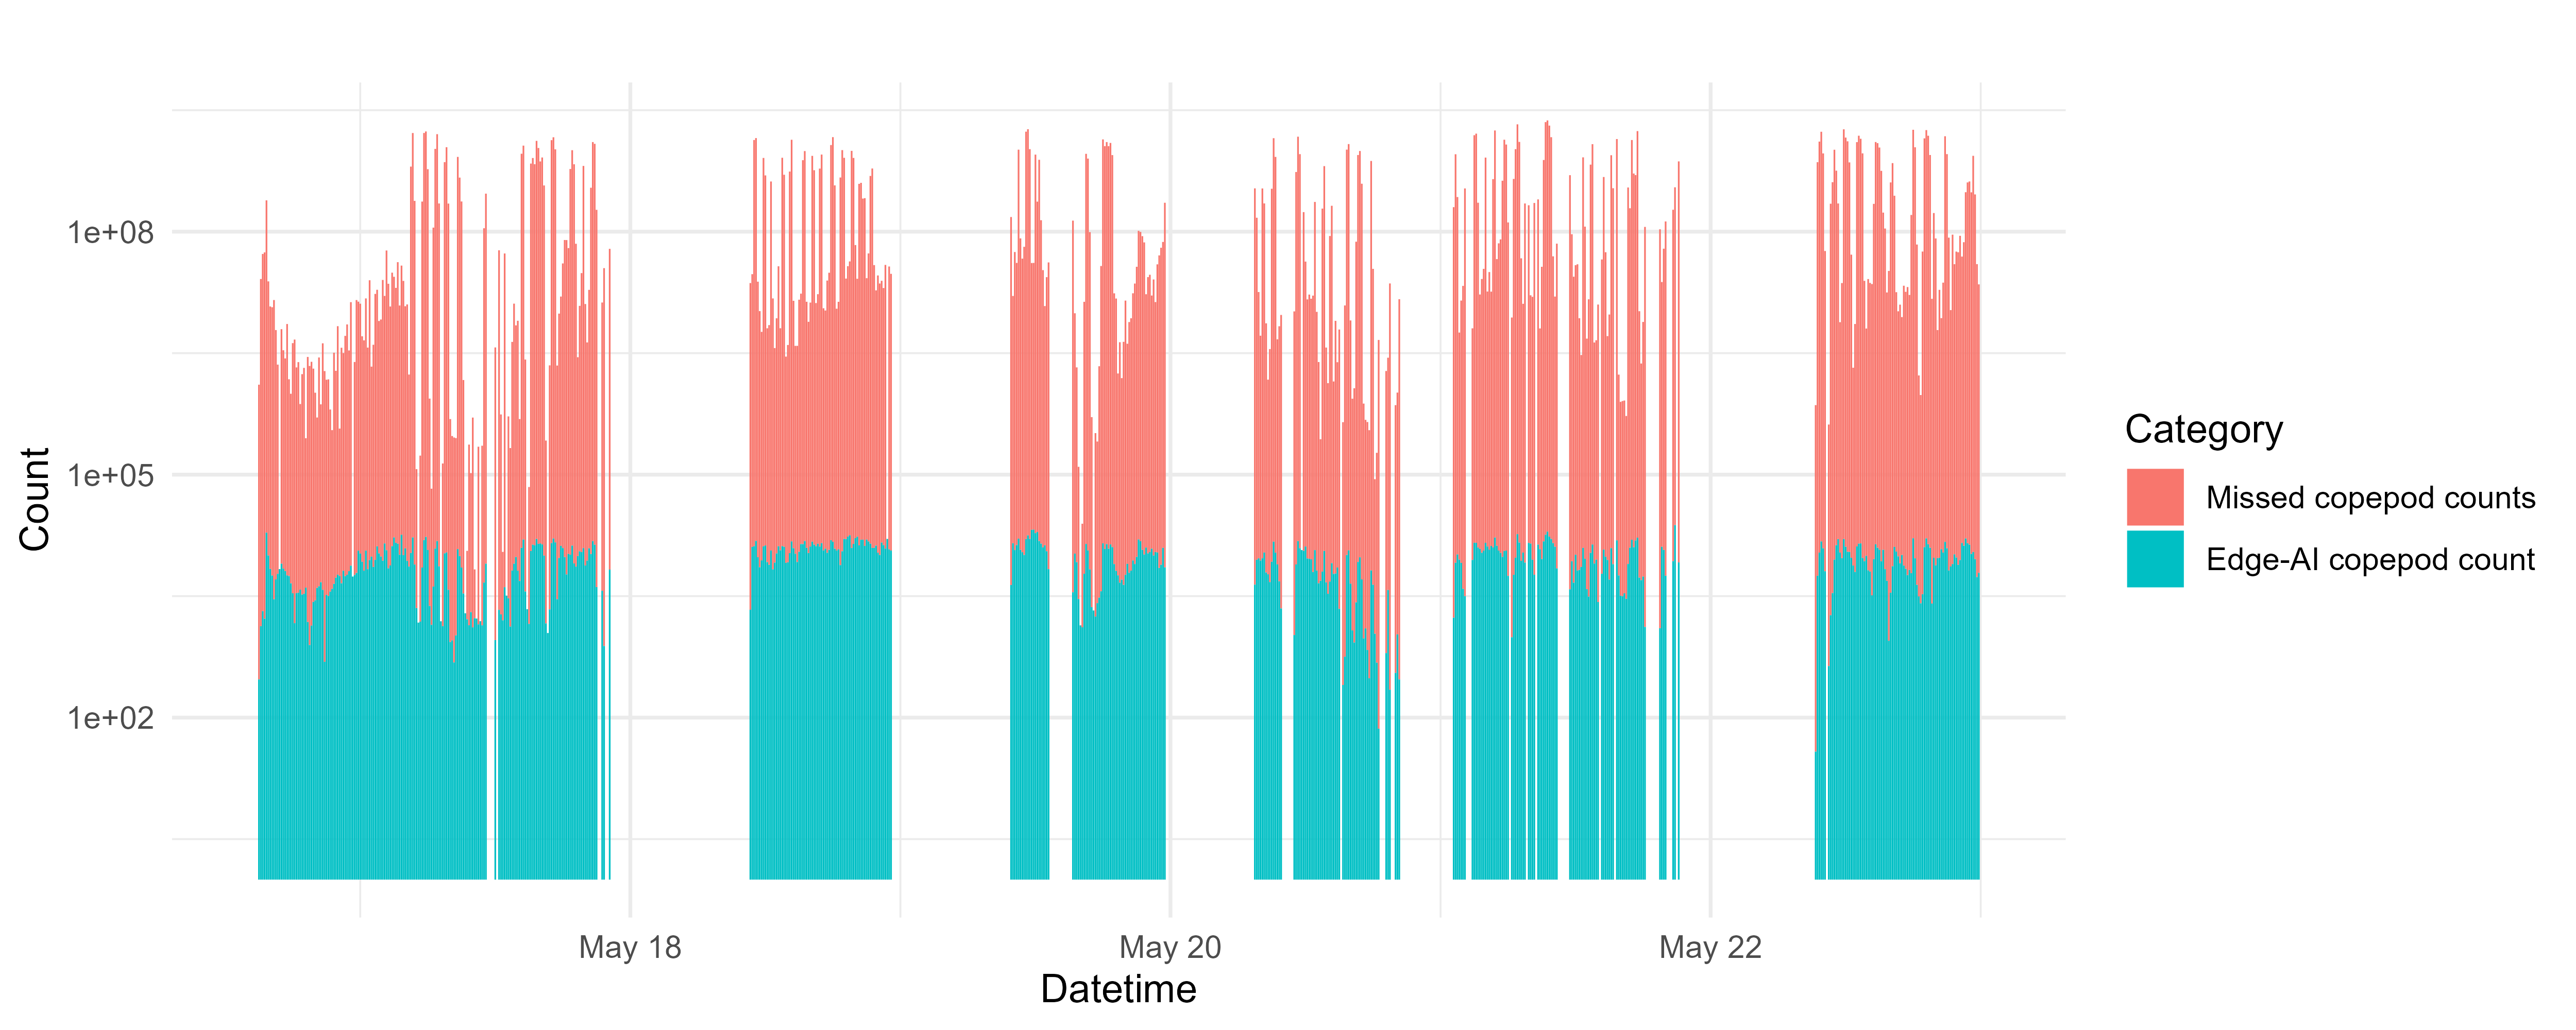 Count
1e+08
1e+05
1e+02
May 18
May 20
May 22
Datetime
Category
Missed copepod counts
Edge-AI copepod count